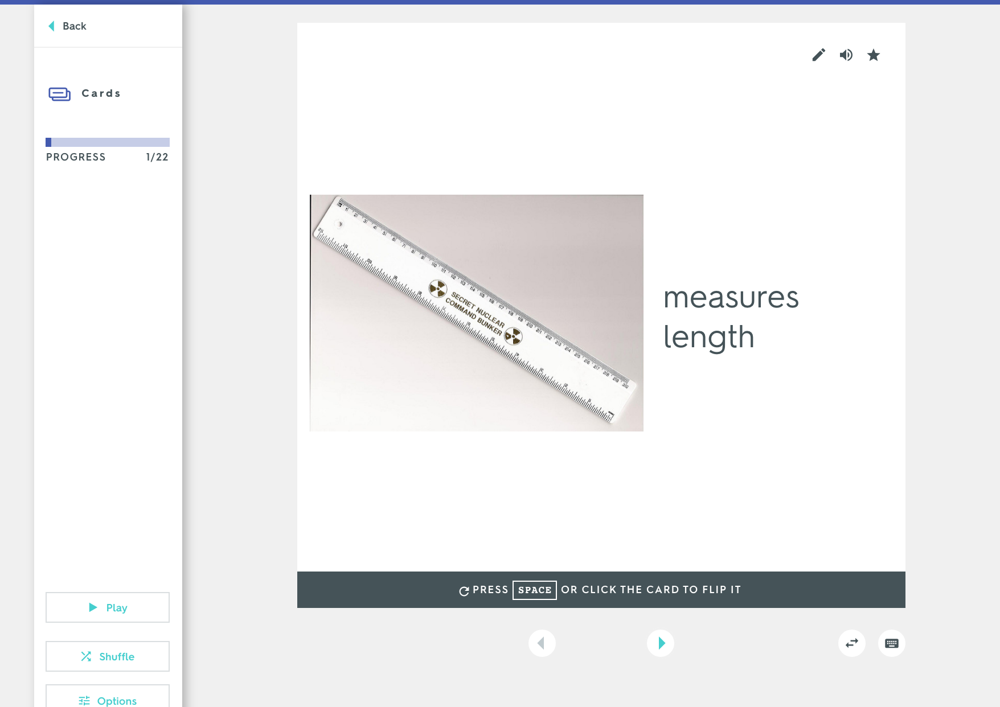 Back
Cards
PROGRESS 1/22
SECRET NUCLEAR
COMMAND BUNKER
measures
length
PRESS SPACE OR CLICK THE CARD TO FLIP IT
Play
Shuffle
Options